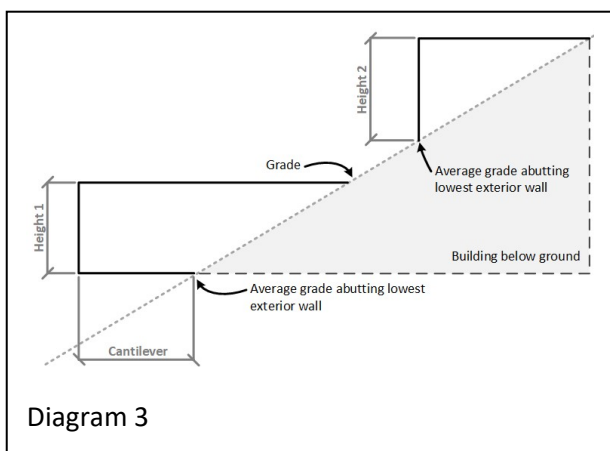 Height 2
Grade
Average grade abutting
lowest exterior wall
Height 1
Building below ground
Average grade abutting lowest
exterior wall
Cantilever
Diagram 3